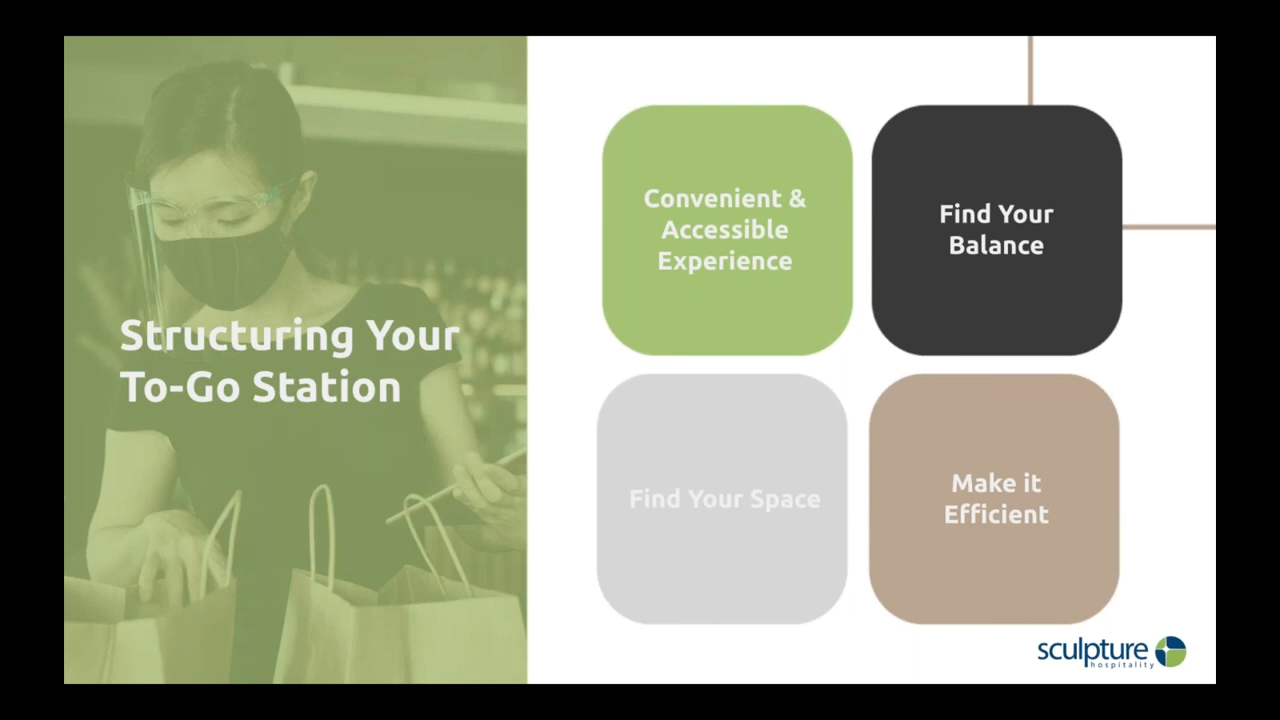 Structuring Your
To-Go Station
Convenient &
Accessible
Experience
Find Your
Balance
Find Your Space
Make it
Efficient
sculpture
hospitality